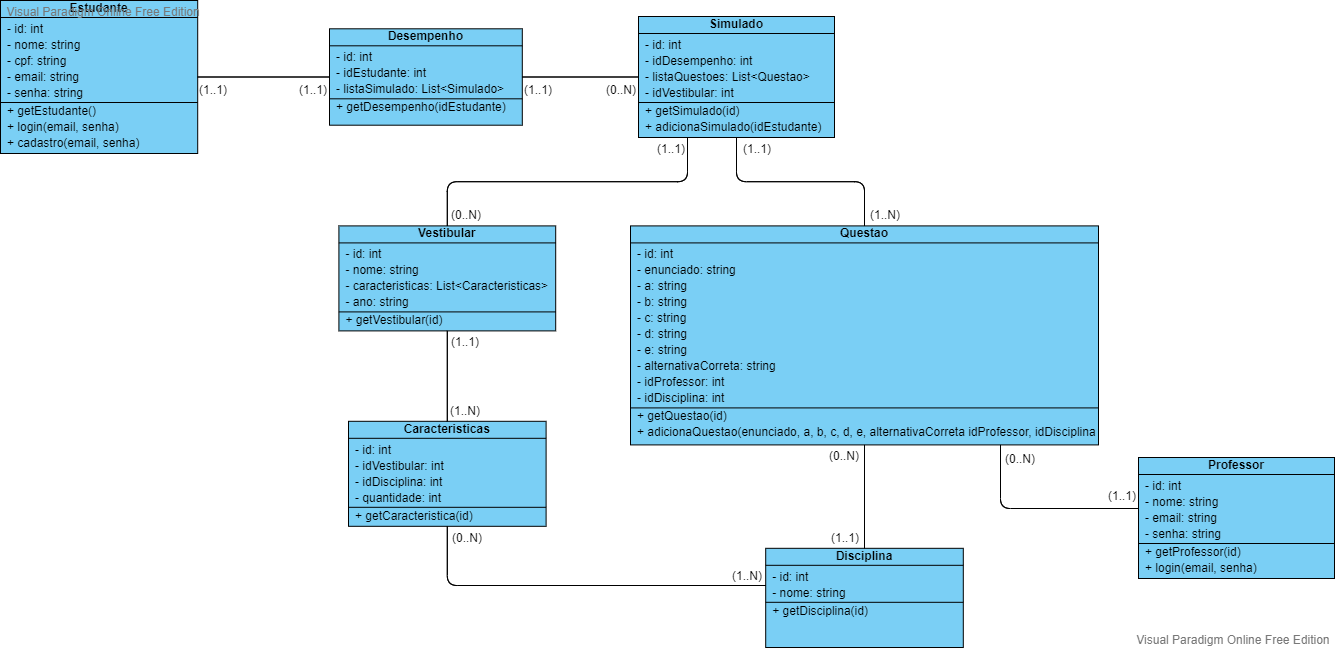 Visual Paradigm Online Free Edition
Estudante
- id: int
- nome: string
- cpf: string
- email: string
- senha: string
+ getEstudante()
+ login(email, senha)
+ cadastro(email, senha)
(1..1)
(1..1)
Desempenho
- id: int
- idEstudante: int
- listaSimulado: List<Simulado>
+ getDesempenho(idEstudante)
(1..1)
(0..N)
Simulado
- id: int
- idDesempenho: int
- listaQuestoes: List<Questao>
- idVestibular: int
+ getSimulado(id)
+ adicionaSimulado(idEstudante)
(1..1)
(1..1)
(0..N)
(1..N)
Vestibular
- id: int
- nome: string
- caracteristicas: List<Caracteristicas>
- ano: string
+ getVestibular(id)
(1..1)
(1..N)
Questao
- id: int
- enunciado: string
- a: string
- b: string
- c: string
- d: string
- e: string
- alternativaCorreta: string
- idProfessor: int
- idDisciplina: int
+ getQuestao(id)
+ adicionaQuestao(enunciado, a, b, c, d, e, alternativaCorreta idProfessor, idDisciplina
(0..N)
(0..N)
Caracteristicas
- id: int
- idVestibular: int
- idDisciplina: int
- quantidade: int
+ getCaracteristica(id)
(0..N)
(1..N)
(1..1)
(1..1)
Professor
- id: int
- nome: string
- email: string
- senha: string
+ getProfessor(id)
+ login(email, senha)
Disciplina
- id: int
- nome: string
+ getDisciplina(id)
Visual Paradigm Online Free Edition